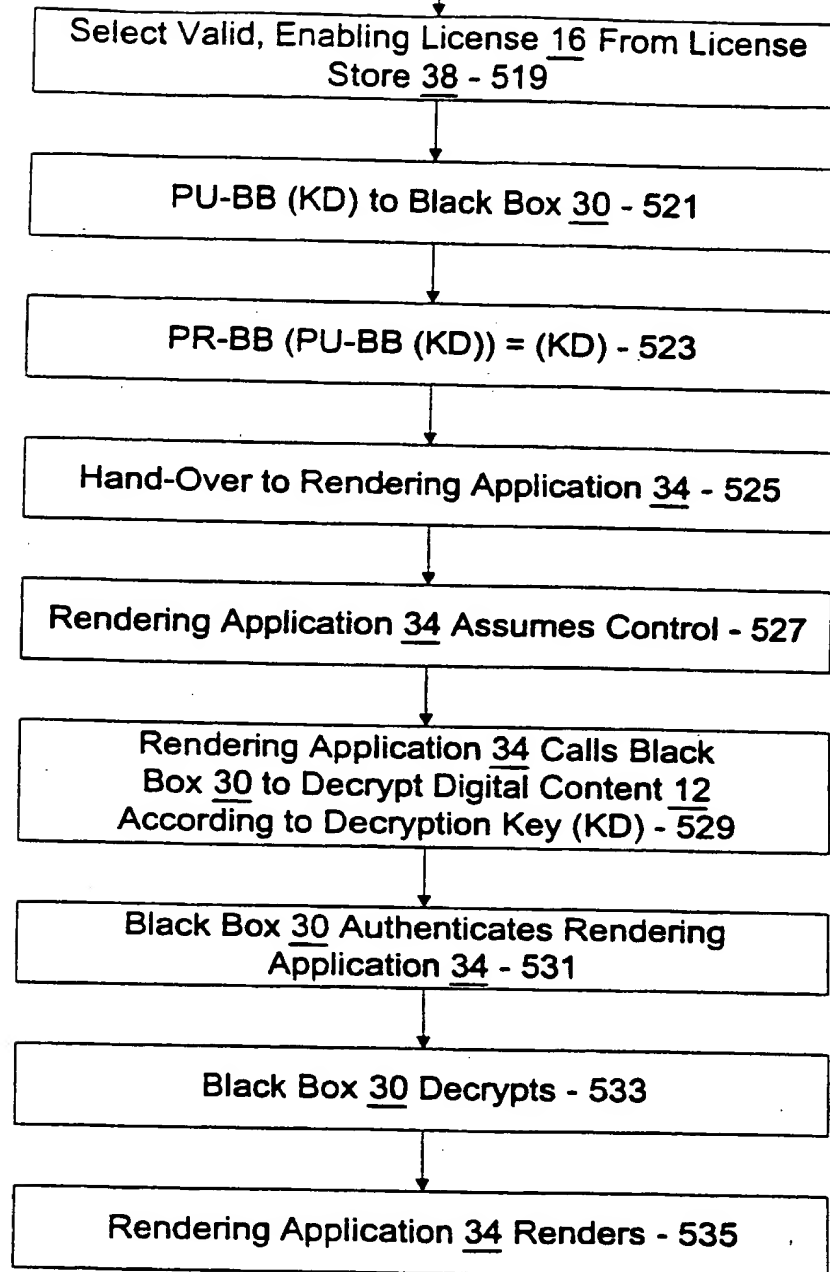 Select Valid, Enabling License 16 From License
Store 38 - 519
PU-BB (KD) to Black Box 30 - 521
PR-BB (PU-BB (KD)) = (KD) - 523
Hand-Over to Rendering Application 34 - 525
Rendering Application 34 Assumes Control - 527
Rendering Application 34 Calls Black
Box 30 to Decrypt Digital Content 12
According to Decryption Key (KD) - 529
Black Box 30 Authenticates Rendering
Application 34 - 531
Black Box 30 Decrypts - 533
Rendering Application 34 Renders - 535